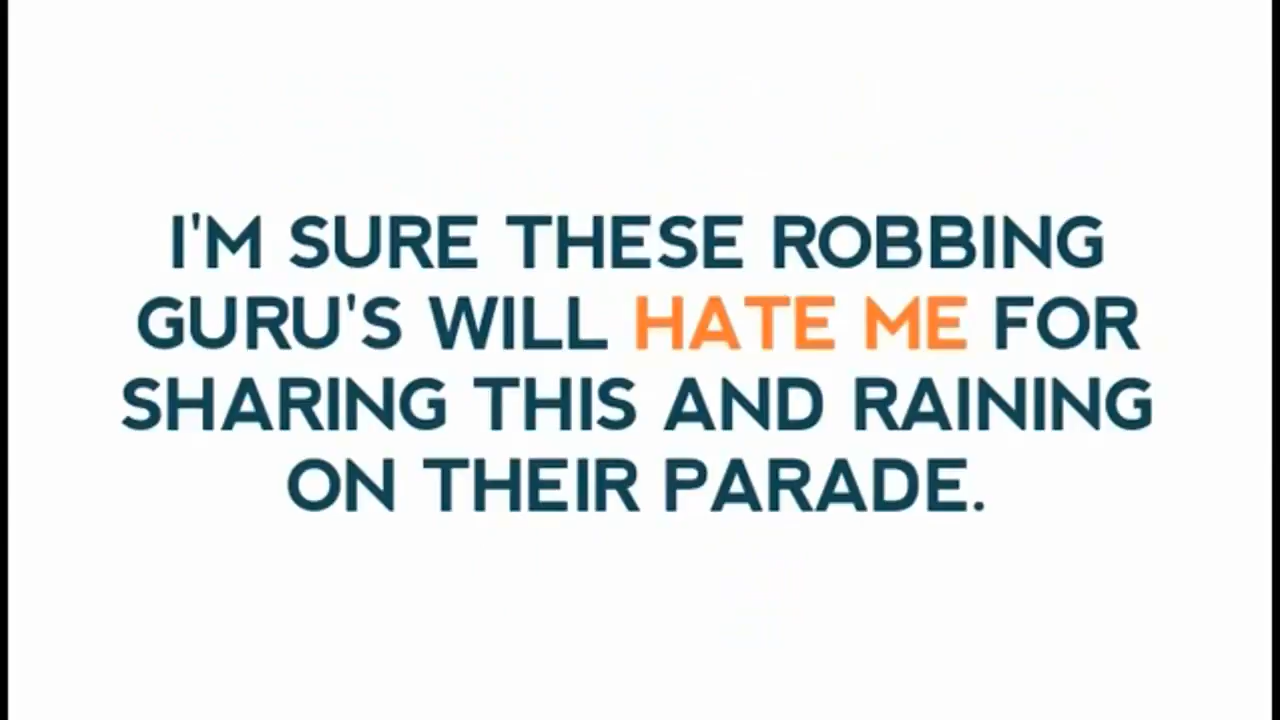 I'M SURE THESE ROBBING
GURU'S WILL HATE ME FOR
SHARING THIS AND RAINING
ON THEIR PARADE.